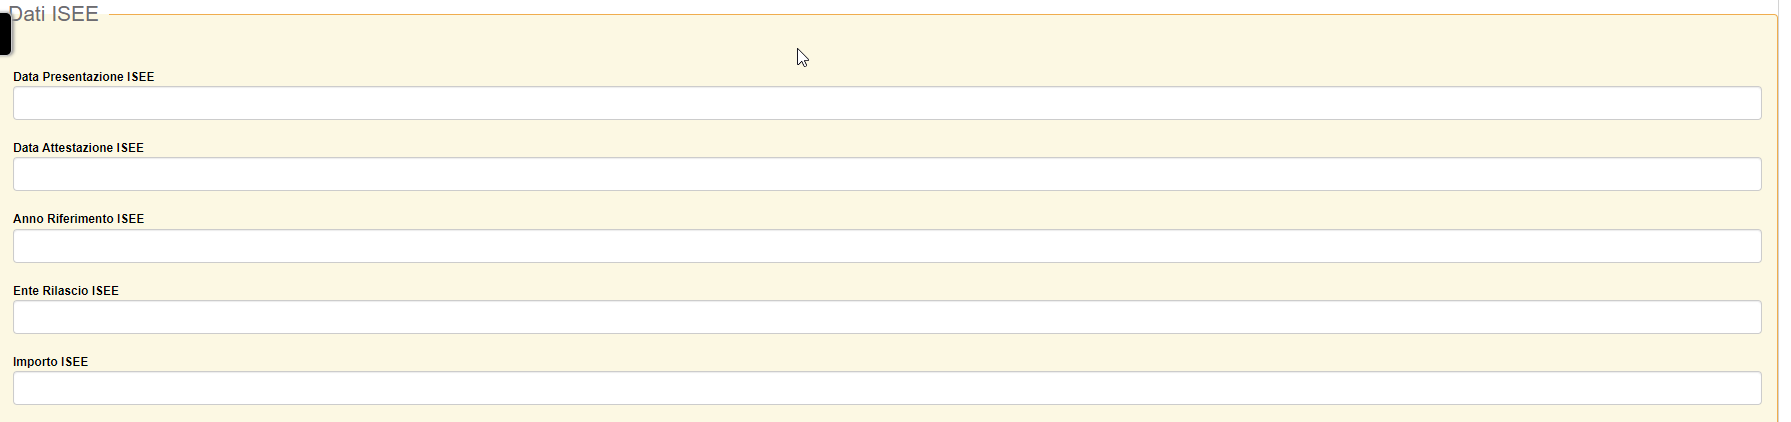 Dati ISEE
Data Presentazione ISEE
Data Attestazione ISEE
Anno Riferimento ISEE
Ente Rilascio ISEE
Importo ISEE